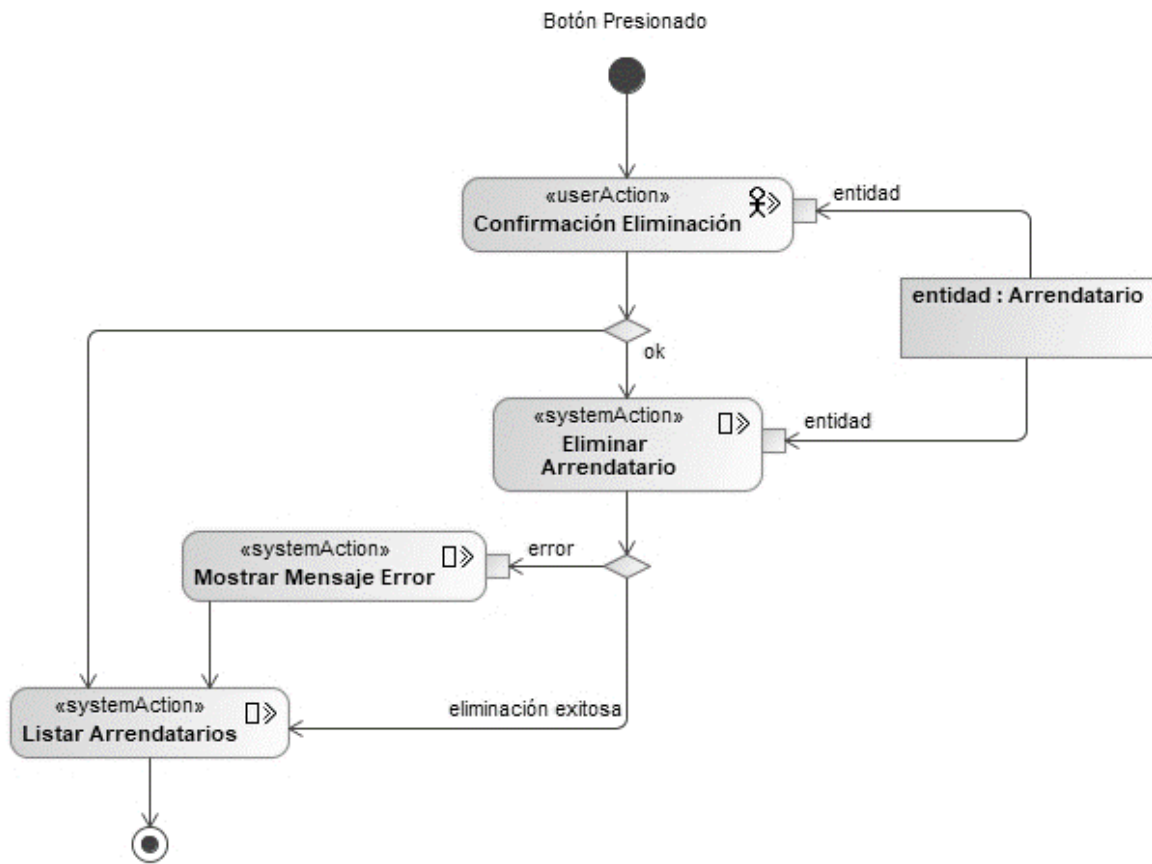 Botón Presionado
«userAction»
Confirmación Eliminación
entidad
entidad : Arrendatario
ok
«systemAction»
Eliminar
Arrendatario
entidad
«systemAction»
Mostrar Mensaje Error
error
«systemAction»
Listar Arrendatarios
eliminación exitosa